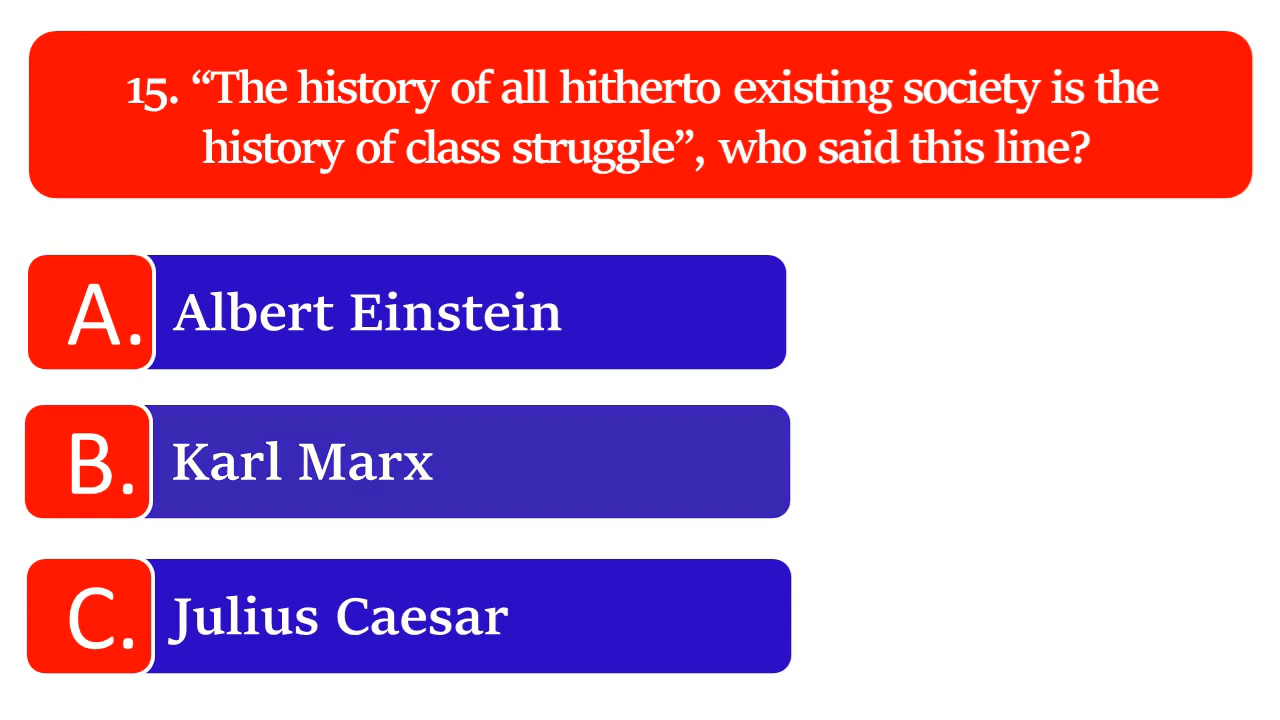 15. “The history of all hitherto existing society is the
history of class struggle”, who said this line?
A. Albert Einstein
B. Karl Marx
C. Julius Caesar